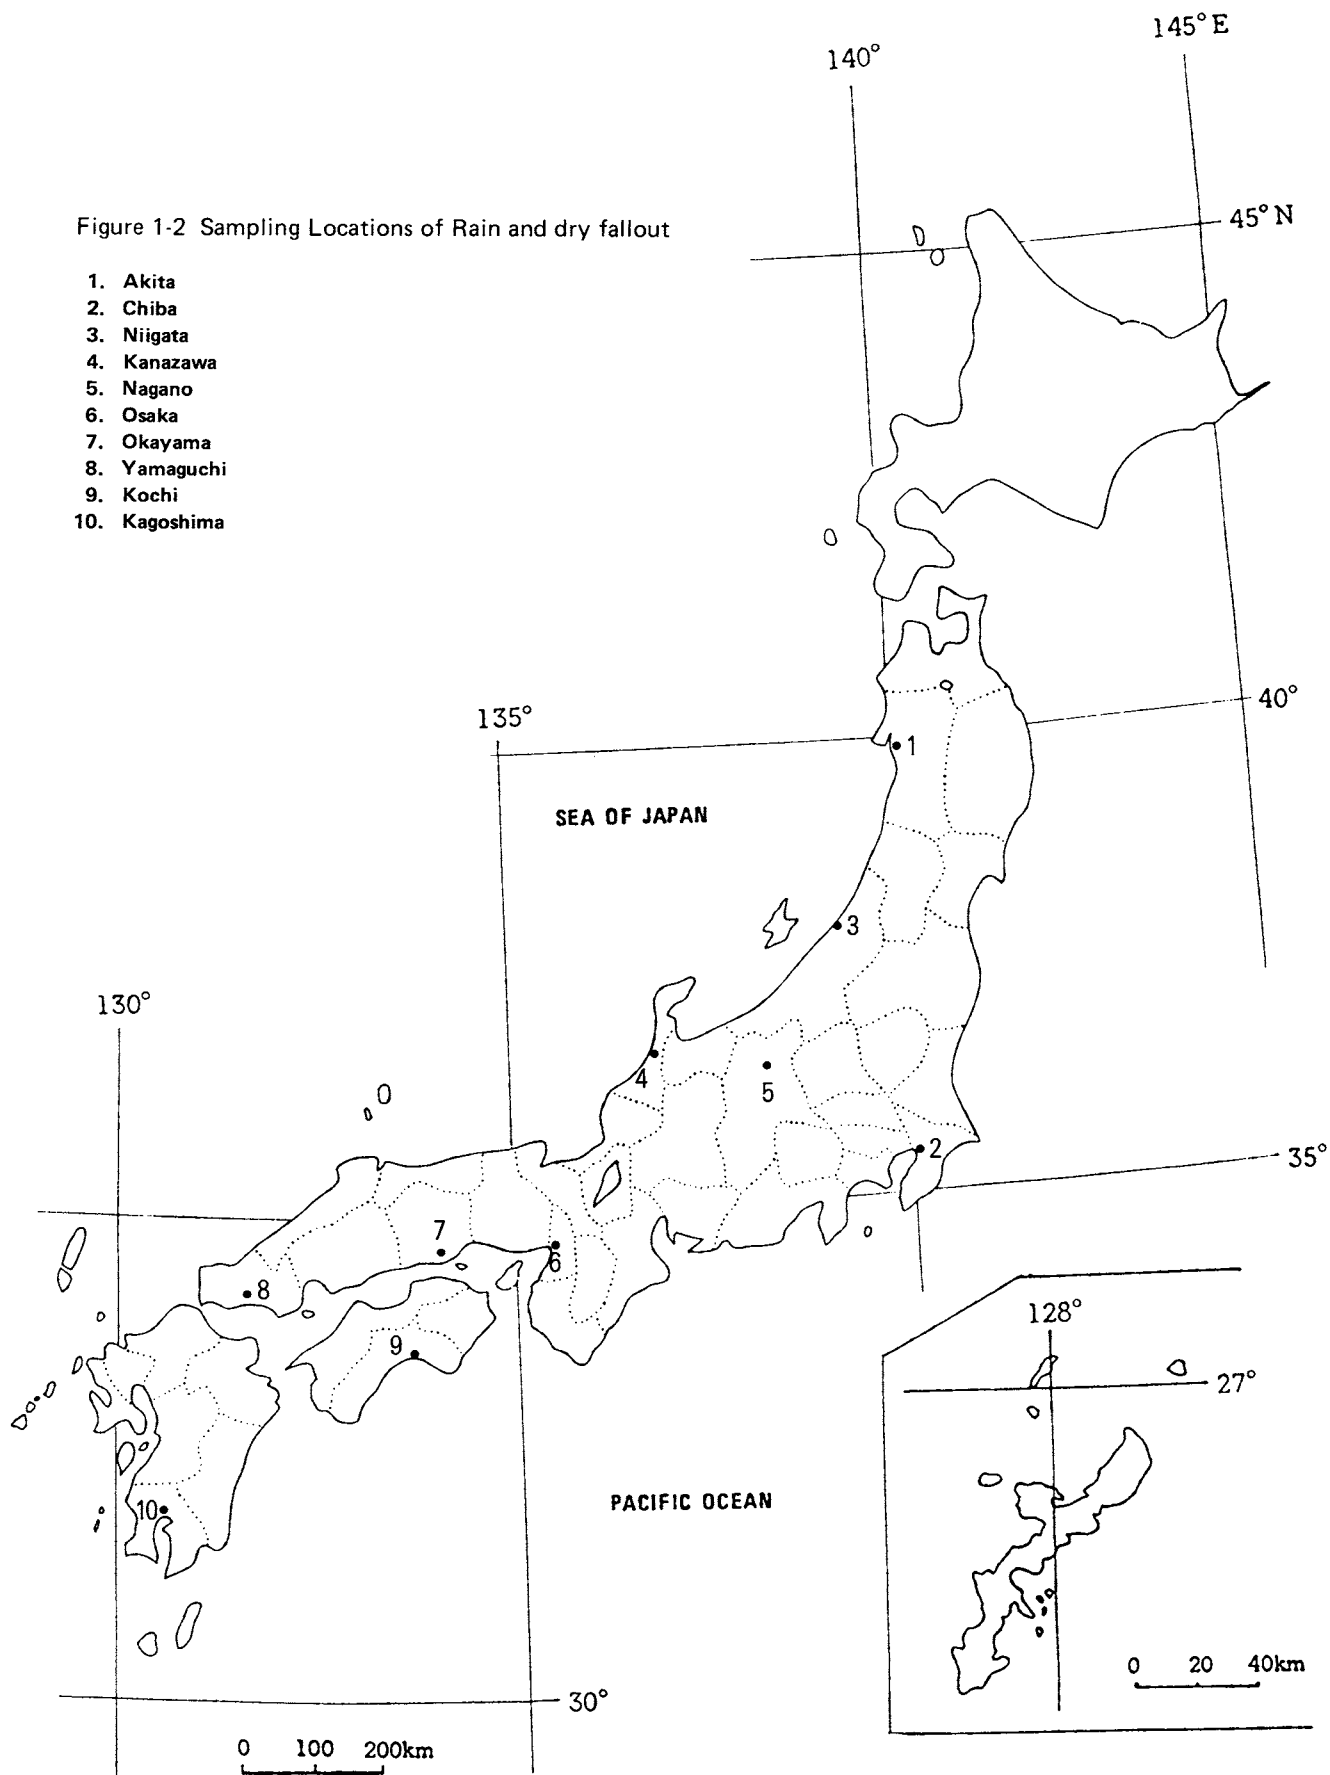 145°E
140°
Figure 1-2 Sampling Locations of Rain and dry fallout
45°N
1. Akita
2. Chiba
3. Niigata
4. Kanazawa
5. Nagano
6. Osaka
7. Okayama
8. Yamaguchi
9. Kochi
10. Kagoshima
40°
135°
1
SEA OF JAPAN
3
130°
4
5
2
35°
7
6
8
128°
9
27°
PACIFIC OCEAN
10
0 20 40km
30°
0 100 200km